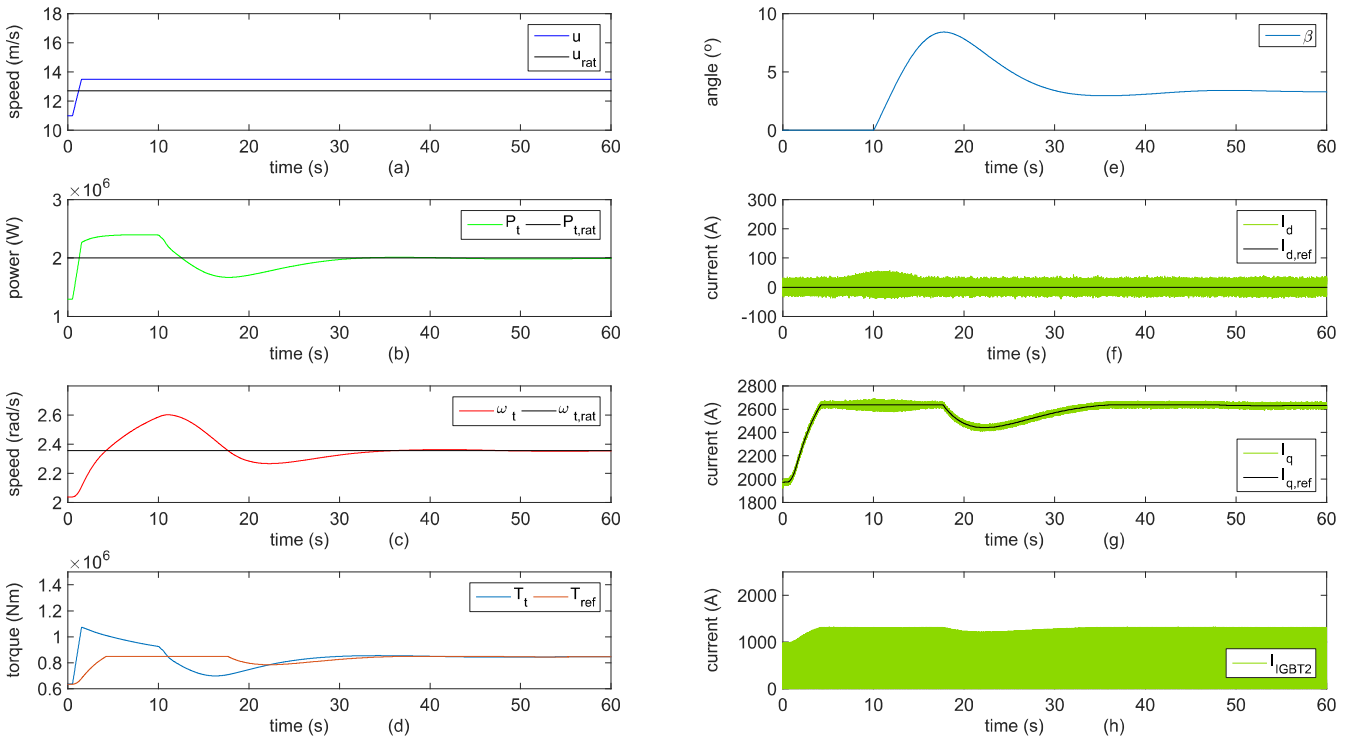 18
16
14
12
10
speed (m/s)
u
u_rat
0 10 20 30 40 50 60
time (s) (a)
×10^6
3
2
1
power (W)
P_t P_t,rat
0 10 20 30 40 50 60
time (s) (b)
2.6
2.4
2.2
2
speed (rad/s)
ω_t ω_t,rat
0 10 20 30 40 50 60
time (s) (c)
×10^6
1.4
1.2
1
0.8
0.6
torque (Nm)
T_t T_ref
0 10 20 30 40 50 60
time (s) (d)
10
5
0
angle (º)
β
0 10 20 30 40 50 60
time (s) (e)
300
200
100
0
-100
current (A)
I_d
I_d,ref
0 10 20 30 40 50 60
time (s) (f)
2800
2600
2400
2200
2000
1800
current (A)
I_q
I_q,ref
0 10 20 30 40 50 60
time (s) (g)
2000
1000
0
current (A)
I_IGBT2
0 10 20 30 40 50 60
time (s) (h)